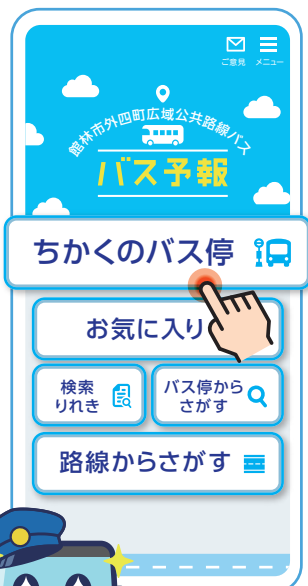 ご意見 メニュー
館林市外四町広域公共路線バス
バス予報
ちかくのバス停
お気に入り
検索
りれき
バス停から
さがす
路線からさがす